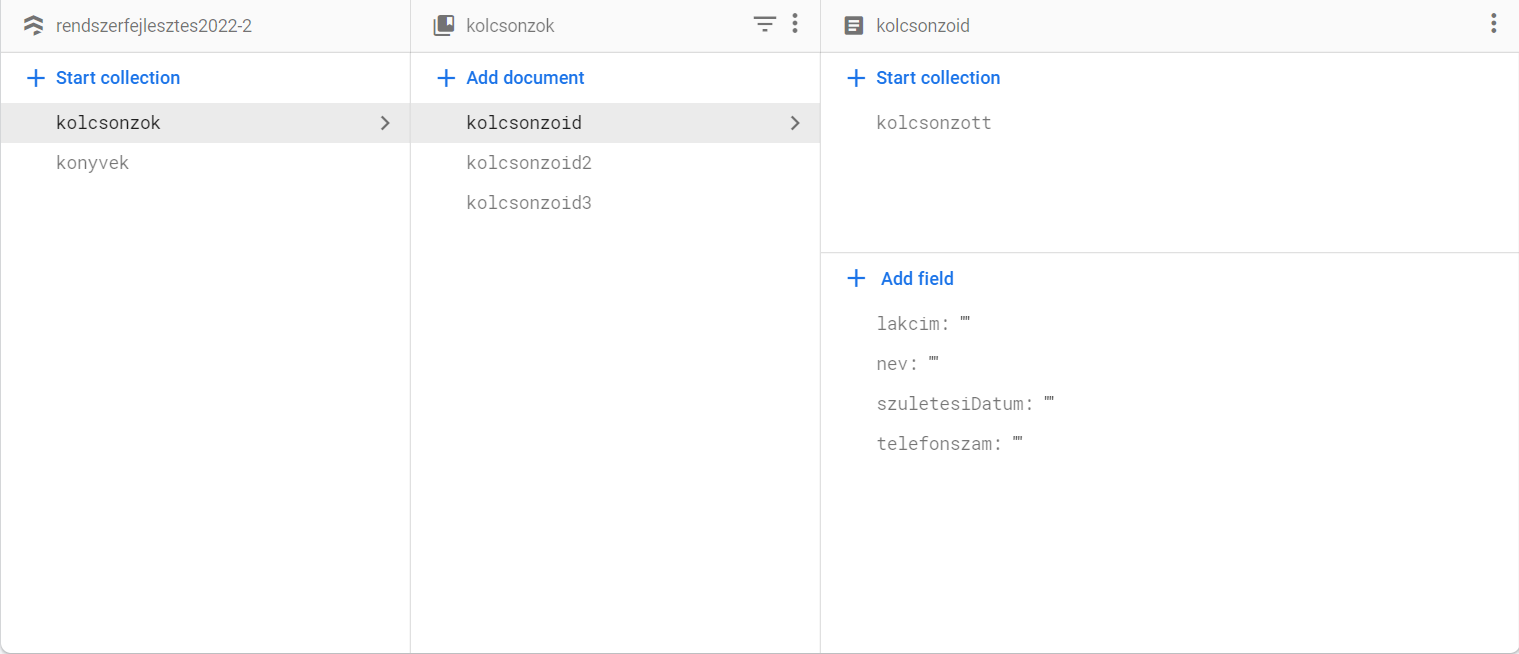 rendszerfejlesztes2022-2
Start collection
kolcsonzok
konyvek
kolcsonzok
Add document
kolcsonzoid
kolcsonzoid2
kolcsonzoid3
kolcsonzoid
Start collection
kolcsonzott
Add field
lakcim: ""
nev: ""
szuletesiDatum: ""
telefonszam: ""